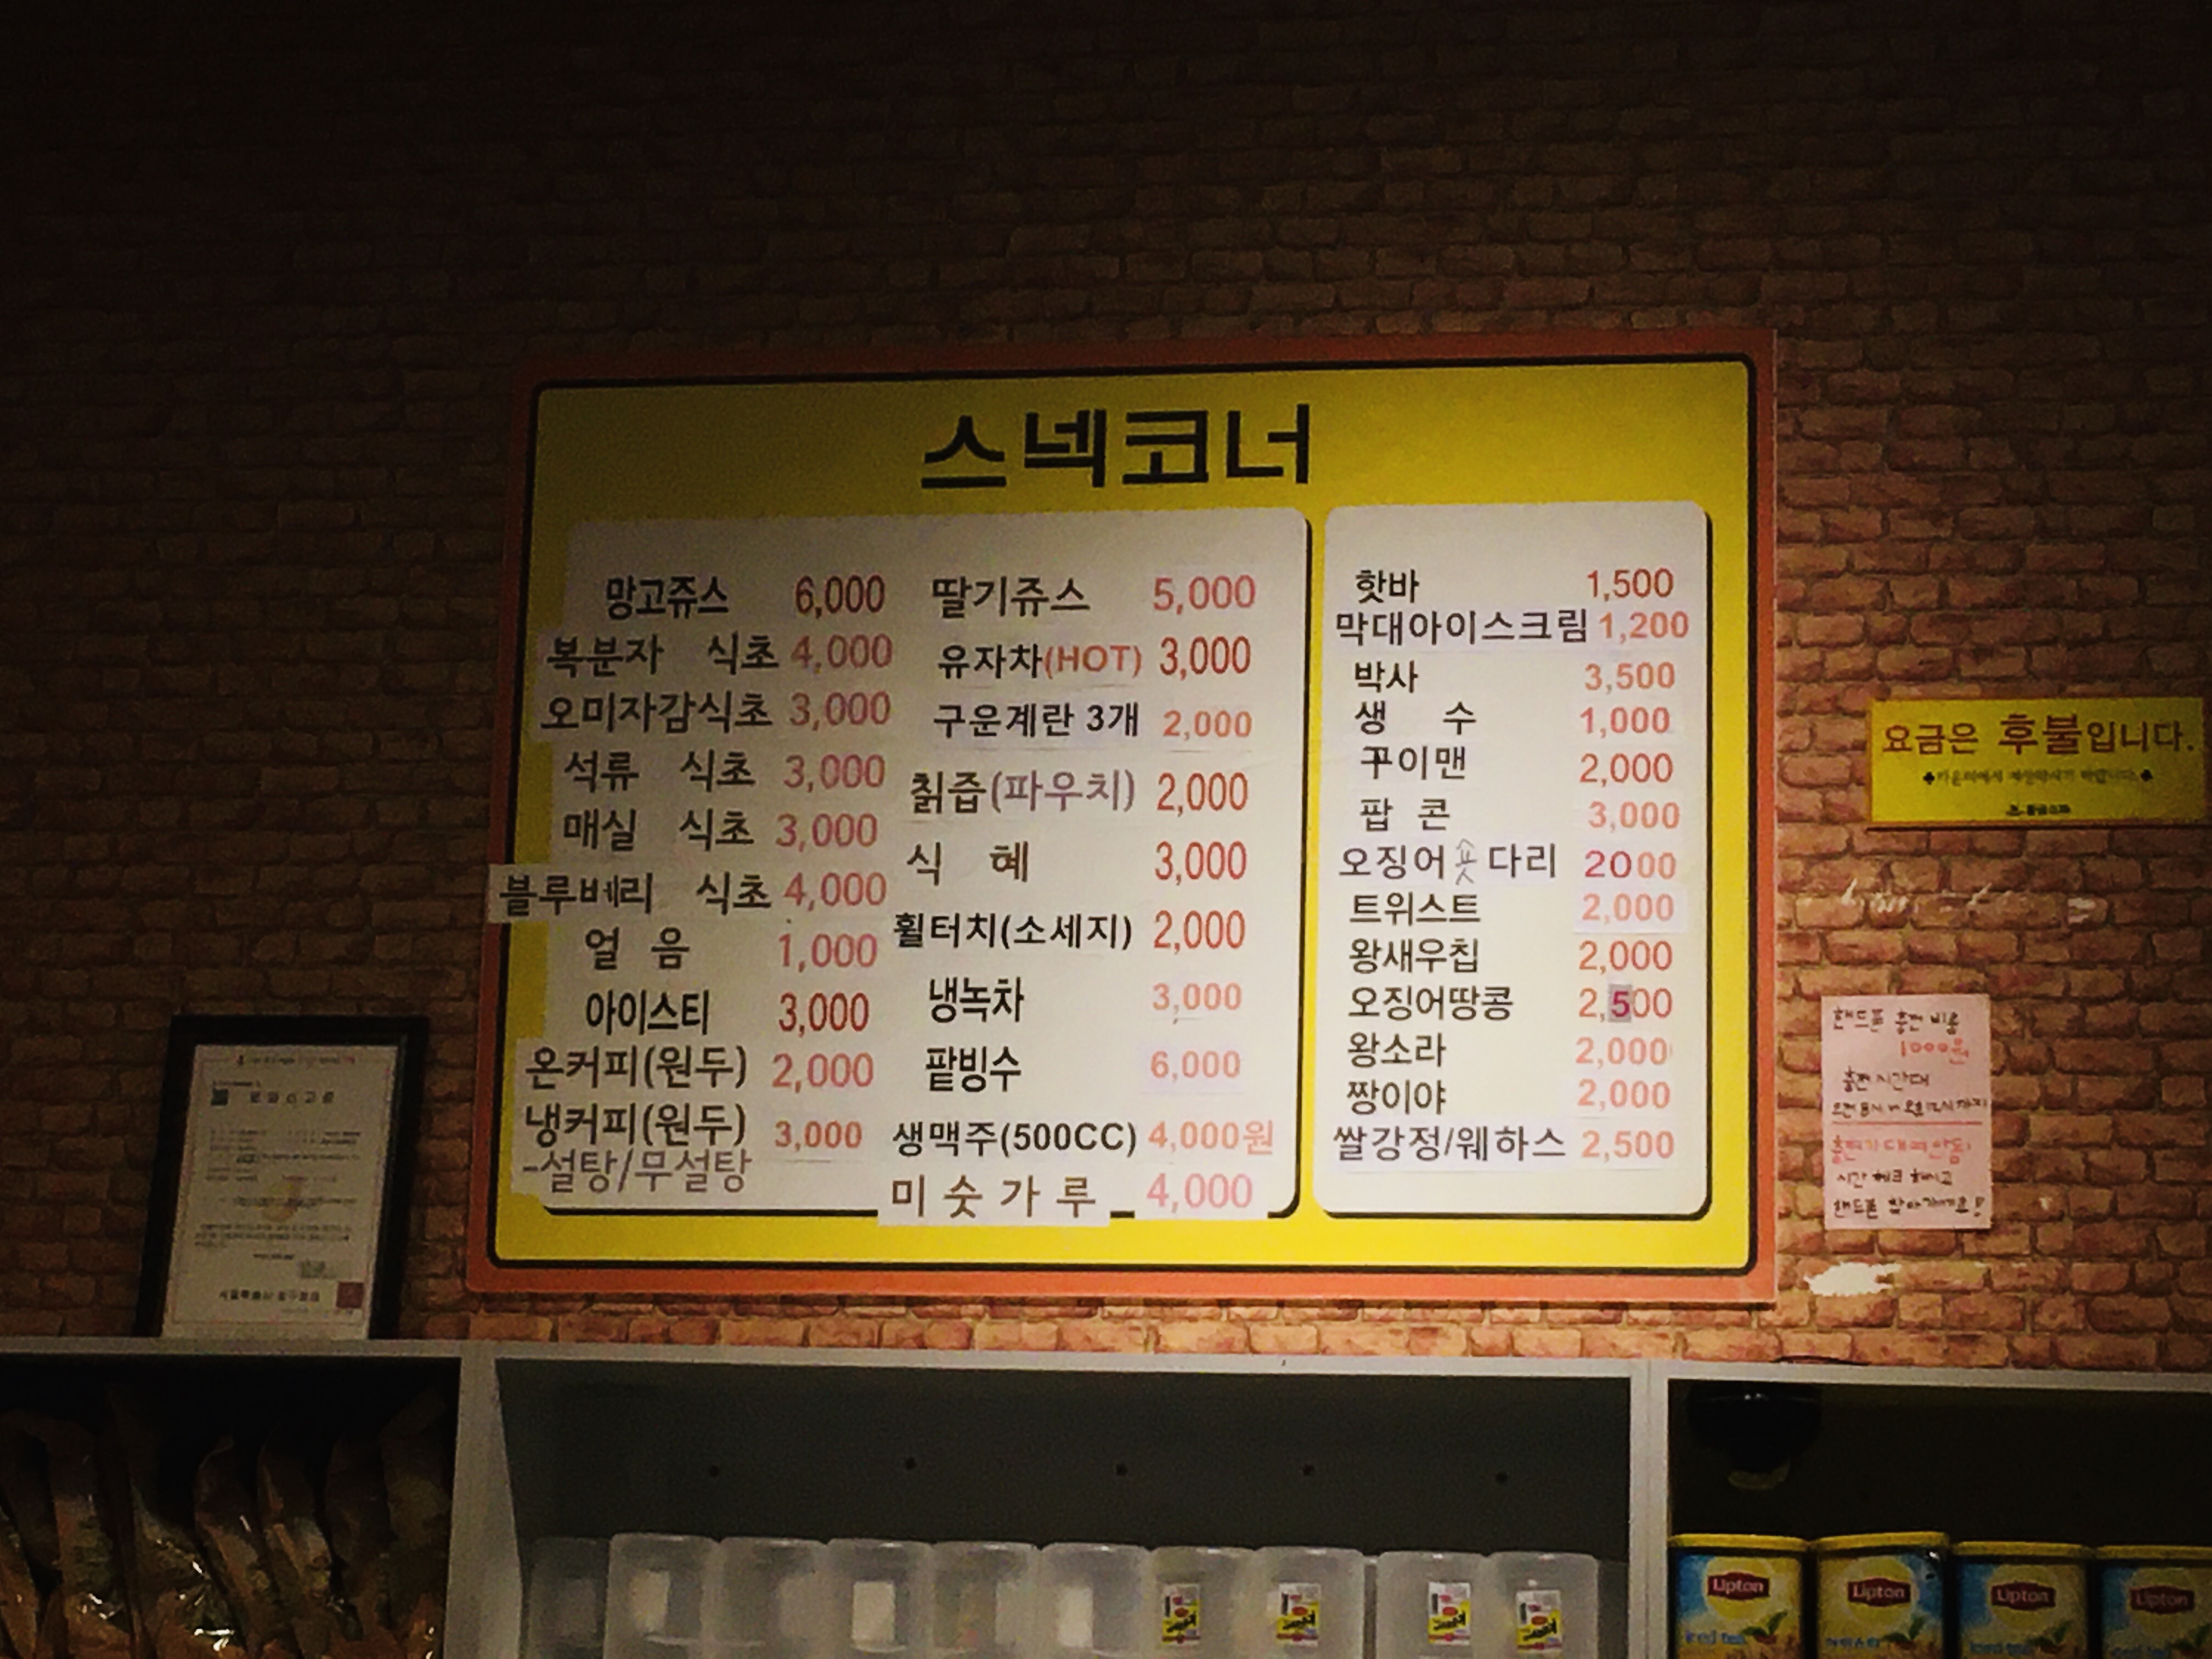 스넥코너
망고쥬스 6,000
복분자 식초 4,000
오미자감식초 3,000
석류 식초 3,000
매실 식초 3,000
블루베리 식초 4,000
얼 음 1,000
아이스티 3,000
온커피(원두) 2,000
냉커피(원두) 3,000
-설탕/무설탕
딸기쥬스 5,000
유자차(HOT) 3,000
구운계란 3개 2,000
칡즙(파우치) 2,000
식 혜 3,000
휠터치(소세지) 2,000
냉녹차 3,000
팥빙수 6,000
생맥주(500CC) 4,000원
미숫가루 4,000
핫바 1,500
막대아이스크림 1,200
박사 3,500
생 수 1,000
꾸이맨 2,000
팝 콘 3,000
오징어숏다리 2000
트위스트 2,000
왕새우칩 2,000
오징어땅콩 2,500
왕소라 2,000
짱이야 2,000
쌀강정/웨하스 2,500
요금은 후불입니다.
1000원
Lipton
Lipton
Lipton
Lipton